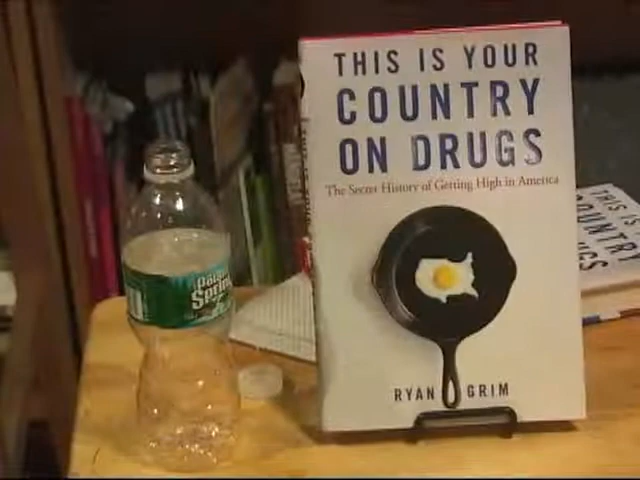 THIS IS YOUR
COUNTRY
ON DRUGS
The Secret History of Getting High in America
RYAN GRIM
Poland
Spring
THIS IS
COUNTRY